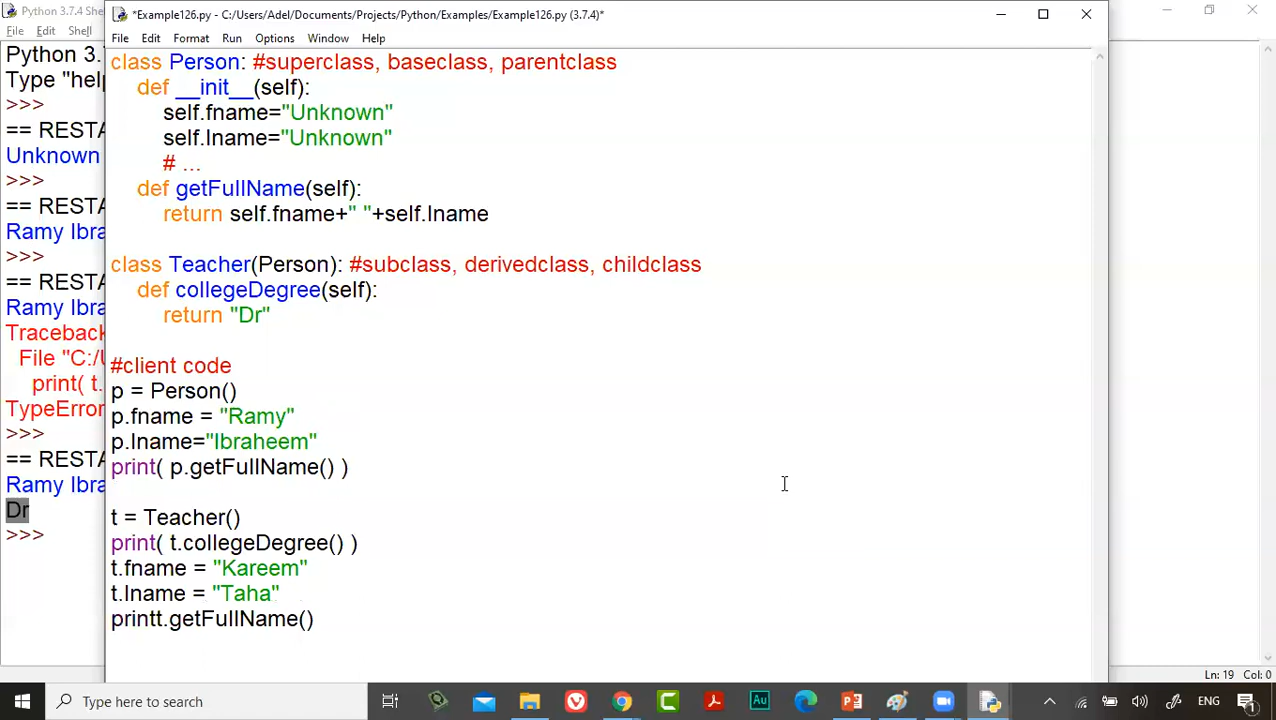 Python 3.7.4 She
*Example126.py - C:/Users/Adel/Documents/Projects/Python/Examples/Example126.py (3.7.4)*
File Edit Shell
File Edit Format Run Options Window Help
Python 3.
Type "help
>>>
== RESTA
Unknown
>>>
== RESTA
Ramy Ibra
>>>
== RESTA
Ramy Ibra
Traceback
File "C:/U
print( t.
TypeError
>>>
== RESTA
Ramy Ibra
Dr
>>>
class Person: #superclass, baseclass, parentclass
def __init__(self):
self.fname="Unknown"
self.lname="Unknown"
# ...
def getFullName(self):
return self.fname+" "+self.lname
class Teacher(Person): #subclass, derivedclass, childclass
def collegeDegree(self):
return "Dr"
#client code
p = Person()
p.fname = "Ramy"
p.lname="Ibraheem"
print( p.getFullName() )
t = Teacher()
print( t.collegeDegree() )
t.fname = "Kareem"
t.lname = "Taha"
printt.getFullName()
Ln: 19 Col: 0
Type here to search
Au
ENG
1